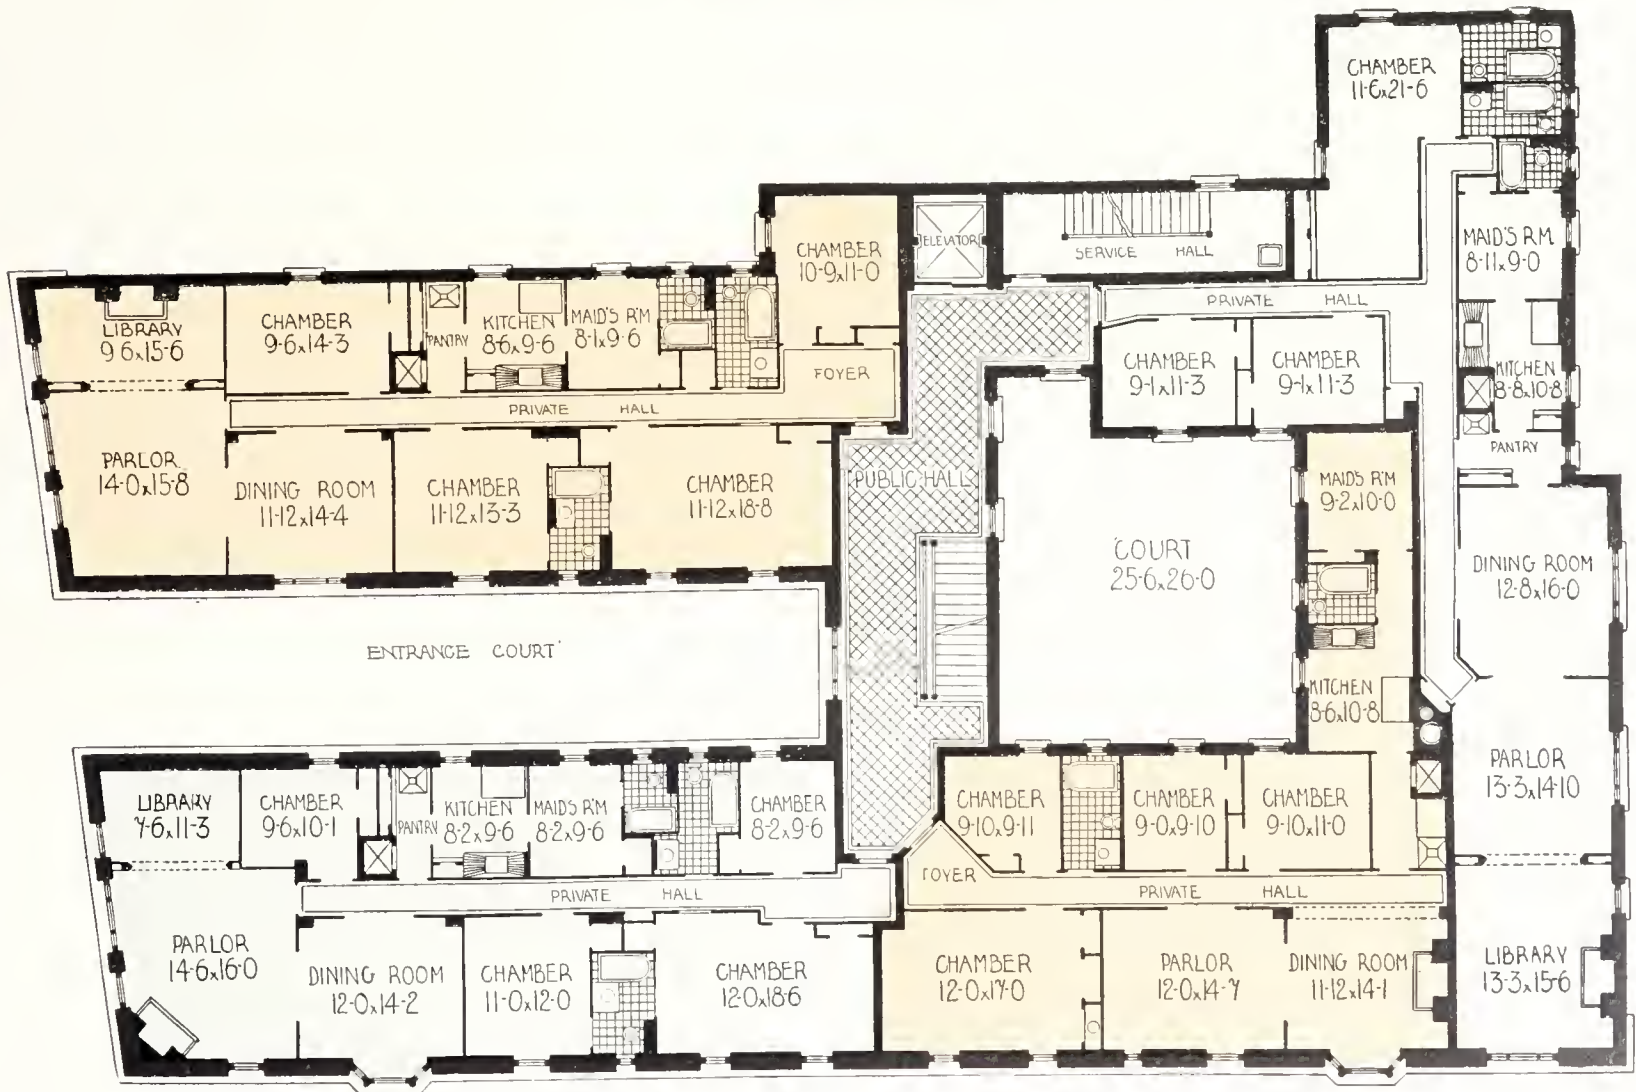 CHAMBER
11-6x21-6
ELEVATOR
SERVICE HALL
MAID'S RM.
8-11x9-0
CHAMBER
10-9x11-0
PRIVATE HALL
LIBRARY
9-6x15-6
CHAMBER
9-6x14-3
PANTRY
KITCHEN
8-6x9-6
MAID'S R'M
8-1x9-6
FOYER
CHAMBER
9-1x11-3
CHAMBER
9-1x11-3
KITCHEN
8-8x10-8
PRIVATE HALL
PANTRY
PARLOR
14-0x15-8
DINING ROOM
11-12x14-4
CHAMBER
11-12x13-3
CHAMBER
11-12x18-8
PUBLIC HALL
MAID'S R'M
9-2x10-0
COURT
25-6x26-0
DINING ROOM
12-8x16-0
ENTRANCE COURT
KITCHEN
8-6x10-8
PARLOR
13-3x14-10
LIBRARY
7-6x11-3
CHAMBER
9-6x10-1
PANTRY
KITCHEN
8-2x9-6
MAID'S R'M
8-2x9-6
CHAMBER
8-2x9-6
CHAMBER
9-10x9-11
CHAMBER
9-0x9-10
CHAMBER
9-10x11-0
FOYER
PRIVATE HALL
PRIVATE HALL
PARLOR
14-6x16-0
DINING ROOM
12-0x14-2
CHAMBER
11-0x12-0
CHAMBER
12-0x18-6
CHAMBER
12-0x17-0
PARLOR
12-0x14-7
DINING ROOM
11-12x14-1
LIBRARY
13-3x15-6